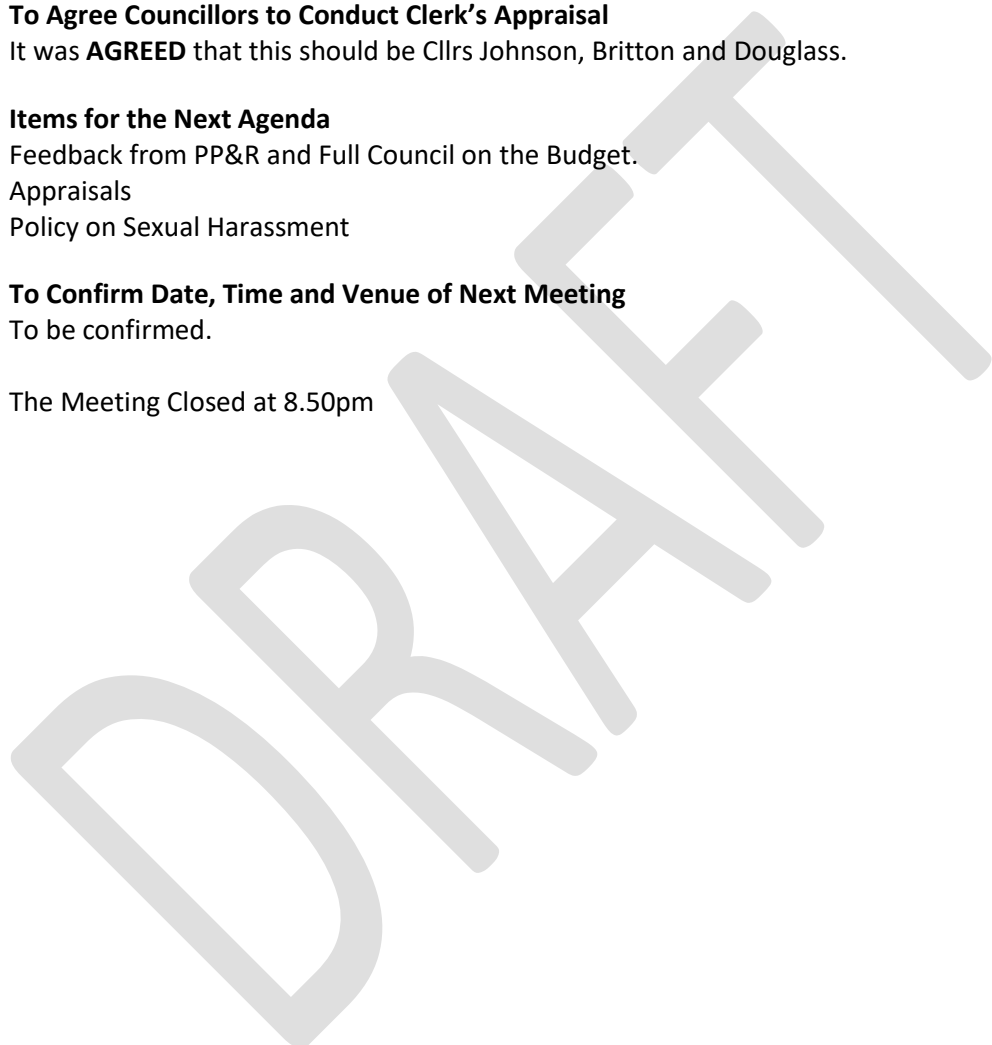 To Agree Councillors to Conduct Clerk’s Appraisal
It was AGREED that this should be Cllrs Johnson, Britton and Douglass.
Items for the Next Agenda
Feedback from PP&R and Full Council on the Budget.
Appraisals
Policy on Sexual Harassment
To Confirm Date, Time and Venue of Next Meeting
To be confirmed.
The Meeting Closed at 8.50pm
DRAFT